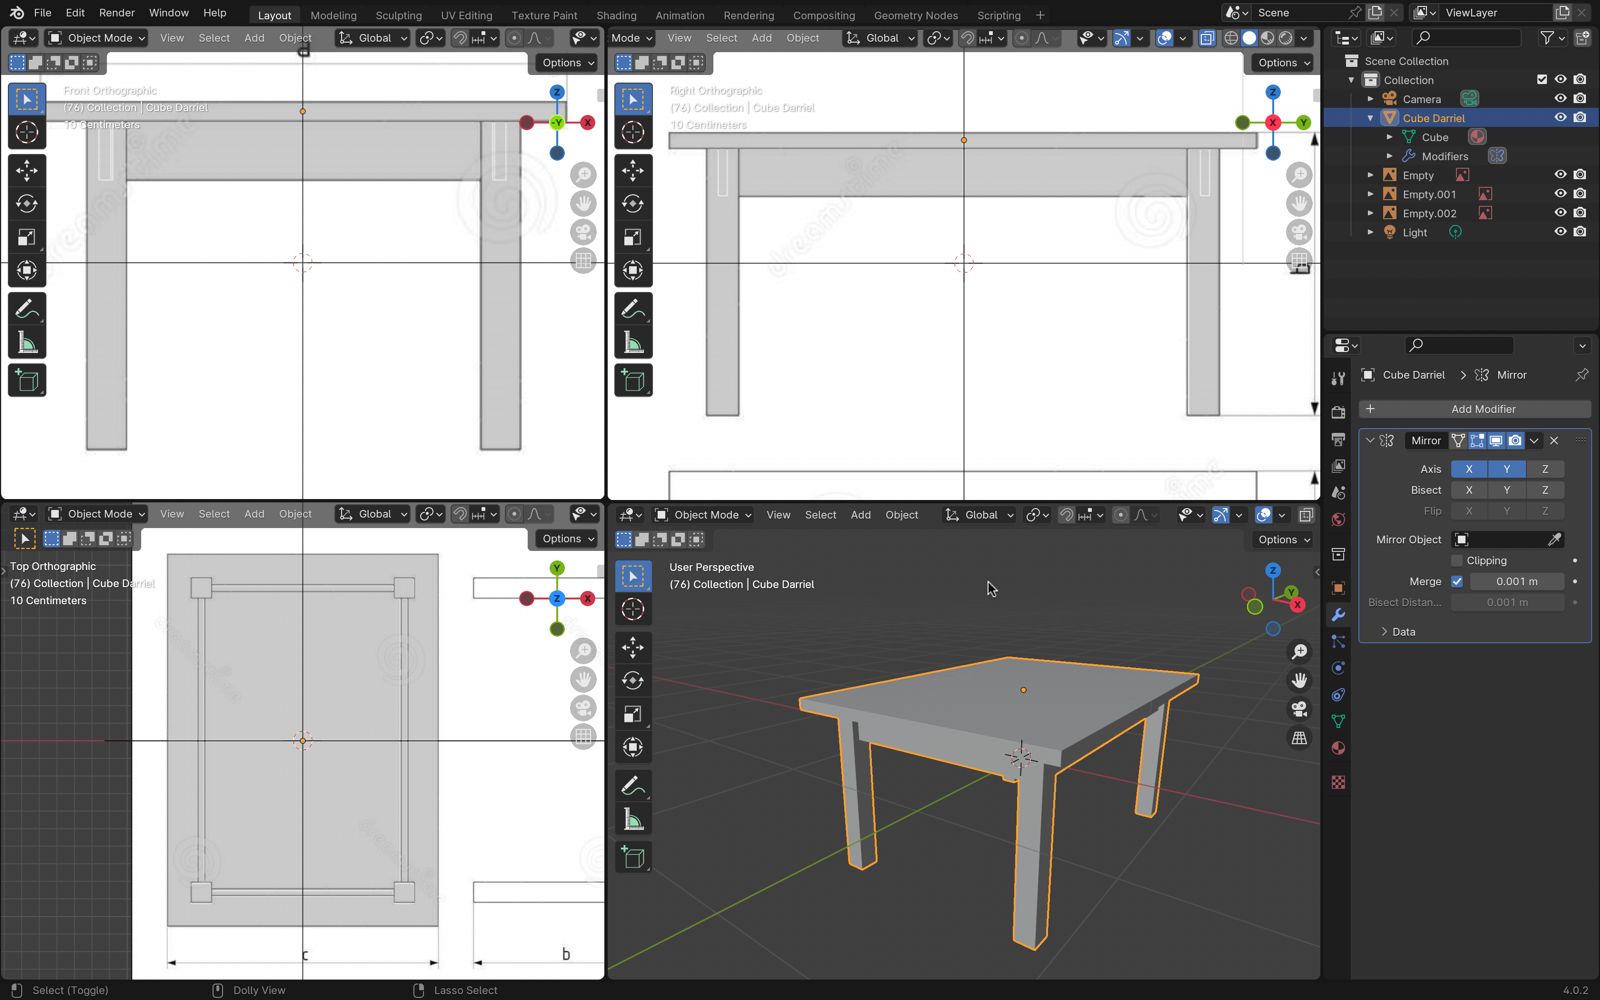 File Edit Render Window Help
Layout Modeling Sculpting UV Editing Texture Paint Shading Animation Rendering Compositing Geometry Nodes Scripting +
Scene
ViewLayer
Object Mode View Select Add Object Global
Options
Front Orthographic
(76) Collection | Cube Darriel
10 Centimeters
Z
-Y
X
Mode View Select Add Object Global
Options
Right Orthographic
(76) Collection | Cube Darriel
10 Centimeters
Z
X
Y
dreamstime
Object Mode View Select Add Object Global
Options
Top Orthographic
(76) Collection | Cube Darriel
10 Centimeters
Y
Z
X
c
b
Object Mode View Select Add Object Global
Options
User Perspective
(76) Collection | Cube Darriel
Z
Y
X
Scene Collection
Collection
Camera
Cube Darriel
Cube
Modifiers
Empty
Empty.001
Empty.002
Light
Cube Darriel > Mirror
+ Add Modifier
Mirror
Axis X Y Z
Bisect X Y Z
Flip X Y Z
Mirror Object
Clipping
Merge 0.001 m
Bisect Distan... 0.001 m
Data
Select (Toggle) Dolly View Lasso Select
4.0.2